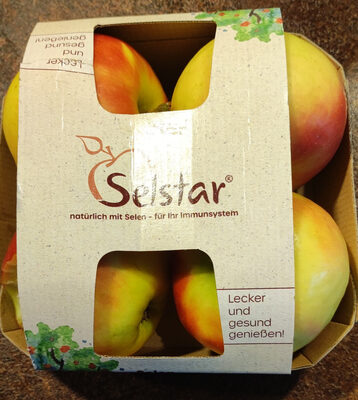 Lecker
und
gesund
genießen!
Selstar®
natürlich mit Selen - für Ihr Immunsystem
Lecker
und
gesund
genießen!